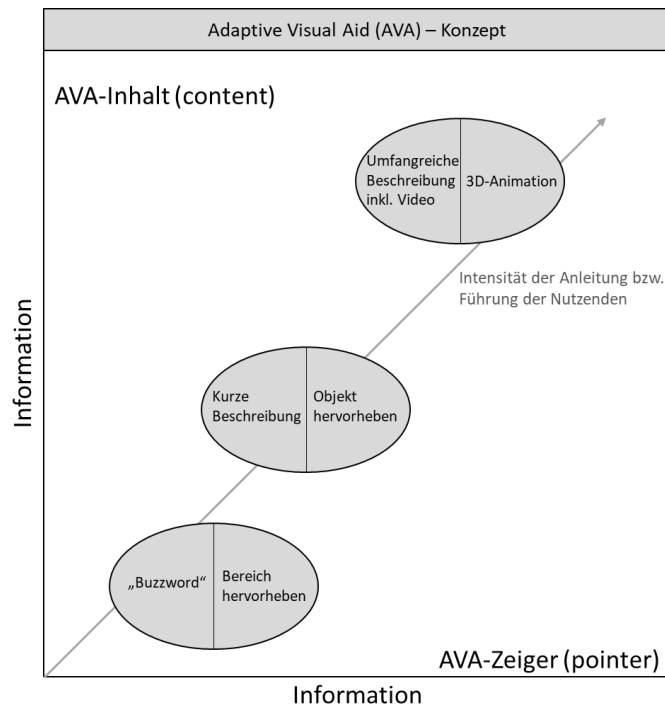 Adaptive Visual Aid (AVA) – Konzept
AVA-Inhalt (content)
Umfangreiche
Beschreibung
inkl. Video
3D-Animation
Intensität der Anleitung bzw.
Führung der Nutzenden
Information
Kurze
Beschreibung
Objekt
hervorheben
„Buzzword“
Bereich
hervorheben
AVA-Zeiger (pointer)
Information